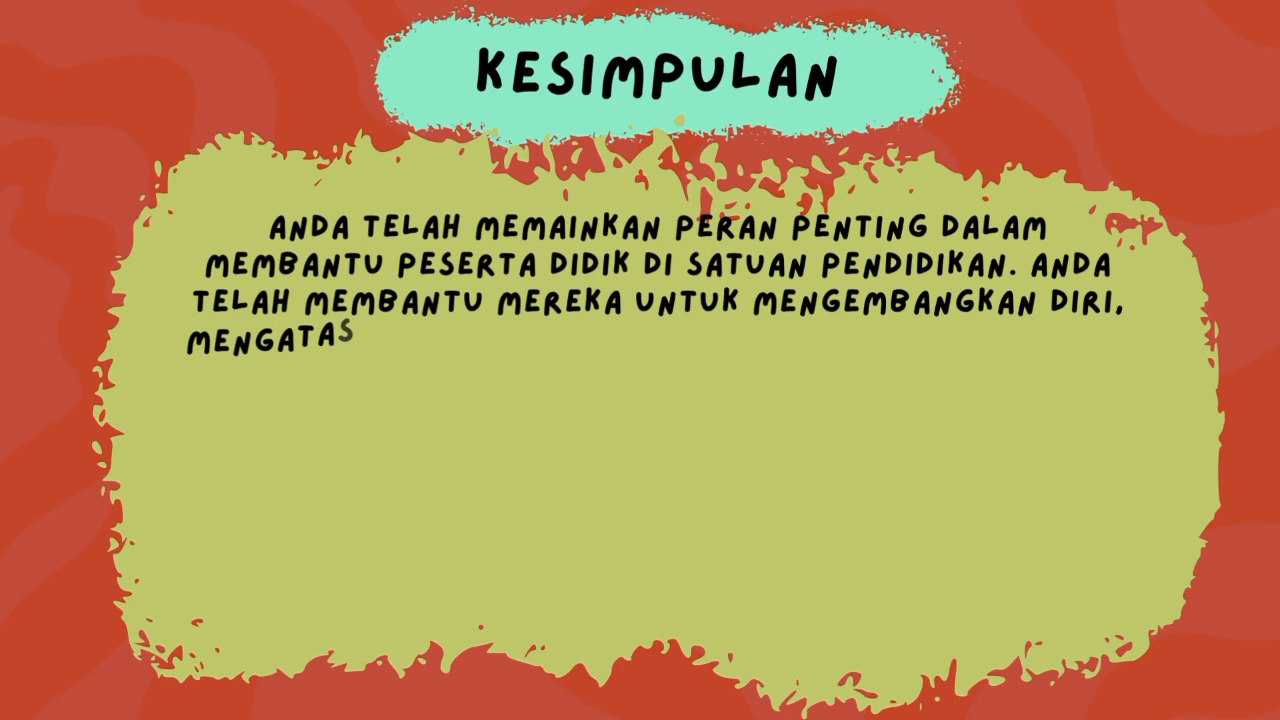 KESIMPULAN
ANDA TELAH MEMAINKAN PERAN PENTING DALAM
MEMBANTU PESERTA DIDIK DI SATUAN PENDIDIKAN. ANDA
TELAH MEMBANTU MEREKA UNTUK MENGEMBANGKAN DIRI,
MENGATAS